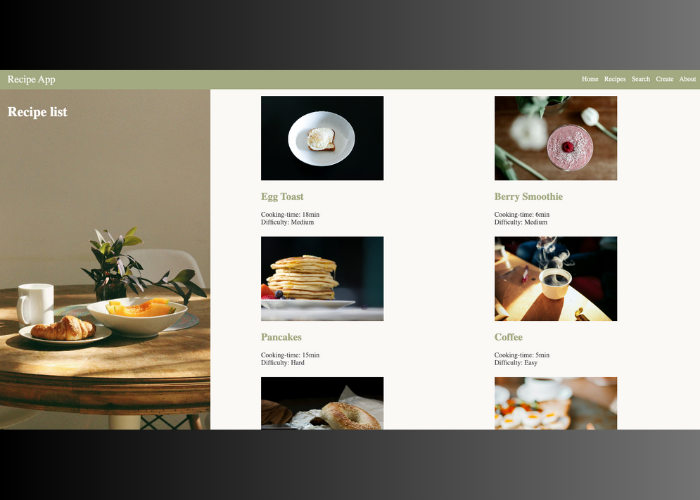 Recipe App
Home Recipes Search Create About
Recipe list
Egg Toast
Cooking-time: 18min
Difficulty: Medium
Berry Smoothie
Cooking-time: 6min
Difficulty: Medium
Pancakes
Cooking-time: 15min
Difficulty: Hard
Coffee
Cooking-time: 5min
Difficulty: Easy